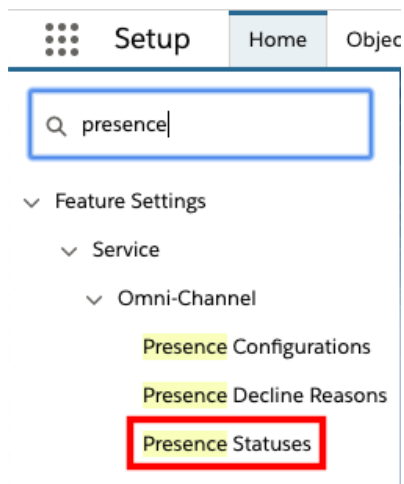 Setup Home Objec
presence
Feature Settings
Service
Omni-Channel
Presence Configurations
Presence Decline Reasons
Presence Statuses